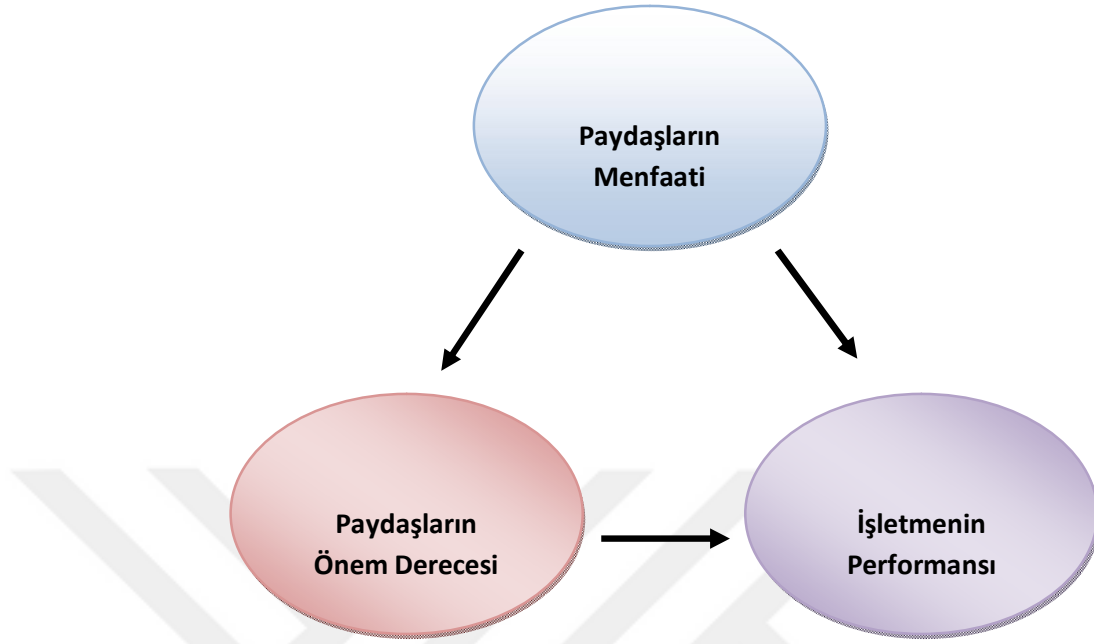 Paydaşların
Menfaati
Paydaşların
Önem Derecesi
İşletmenin
Performansı